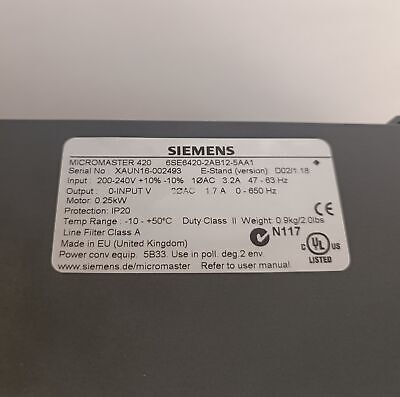 SIEMENS
MICROMASTER 420 6SE6420-2AB12-5AA1
Serial No XAUN16-002493 E-Stand (version) D02/1.18
Input : 200-240V +10% -10% 1ØAC 3.2A 47 - 63 Hz
Output : 0-INPUT V 3ØAC 1.7 A 0 - 650 Hz
Motor: 0.25kW
Protection: IP20
Temp Range: -10 - +50°C Duty Class II Weight: 0.9kg/2.0lbs
Line Filter Class A
Made in EU (United Kingdom)
N117
CE
UL US
LISTED
Power conv equip. 5B33. Use in poll. deg.2 env
www.siemens.de/micromaster Refer to user manual